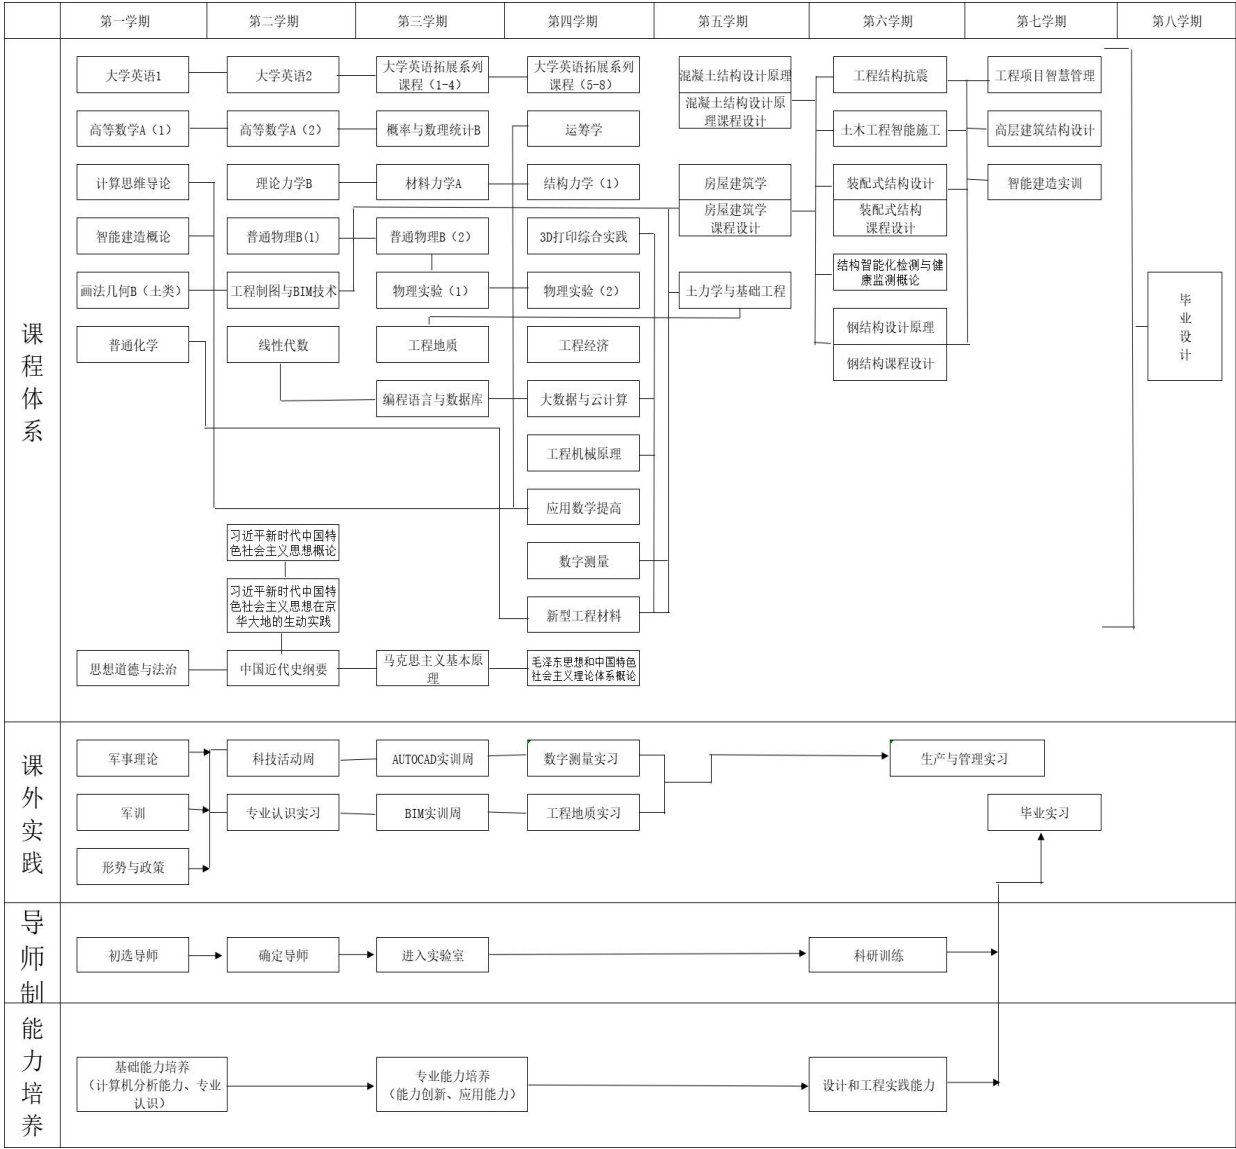 第一学期
第二学期
第三学期
第四学期
第五学期
第六学期
第七学期
第八学期
课程体系
大学英语1
大学英语2
大学英语拓展系列
课程（1-4）
大学英语拓展系列
课程（5-8）
混凝土结构设计原理
混凝土结构设计原
理课程设计
工程结构抗震
工程项目智慧管理
高等数学A（1）
高等数学A（2）
概率与数理统计B
运筹学
土木工程智能施工
高层建筑结构设计
计算思维导论
理论力学B
材料力学A
结构力学（1）
房屋建筑学
房屋建筑学
课程设计
装配式结构设计
装配式结构
课程设计
智能建造实训
智能建造概论
普通物理B(1)
普通物理B（2）
3D打印综合实践
结构智能化检测与健
康监测概论
画法几何B（土类）
工程制图与BIM技术
物理实验（1）
物理实验（2）
土力学与基础工程
钢结构设计原理
钢结构课程设计
毕
业
设
计
普通化学
线性代数
工程地质
工程经济
编程语言与数据库
大数据与云计算
工程机械原理
应用数学提高
习近平新时代中国特
色社会主义思想概论
数字测量
习近平新时代中国特
色社会主义思想在京
华大地的生动实践
新型工程材料
思想道德与法治
中国近代史纲要
马克思主义基本原
理
毛泽东思想和中国特色
社会主义理论体系概论
课外实践
军事理论
科技活动周
AUTOCAD实训周
数字测量实习
生产与管理实习
军训
专业认识实习
BIM实训周
工程地质实习
毕业实习
形势与政策
导师制
初选导师
确定导师
进入实验室
科研训练
能力培养
基础能力培养
（计算机分析能力、专业
认识）
专业能力培养
（能力创新、应用能力）
设计和工程实践能力